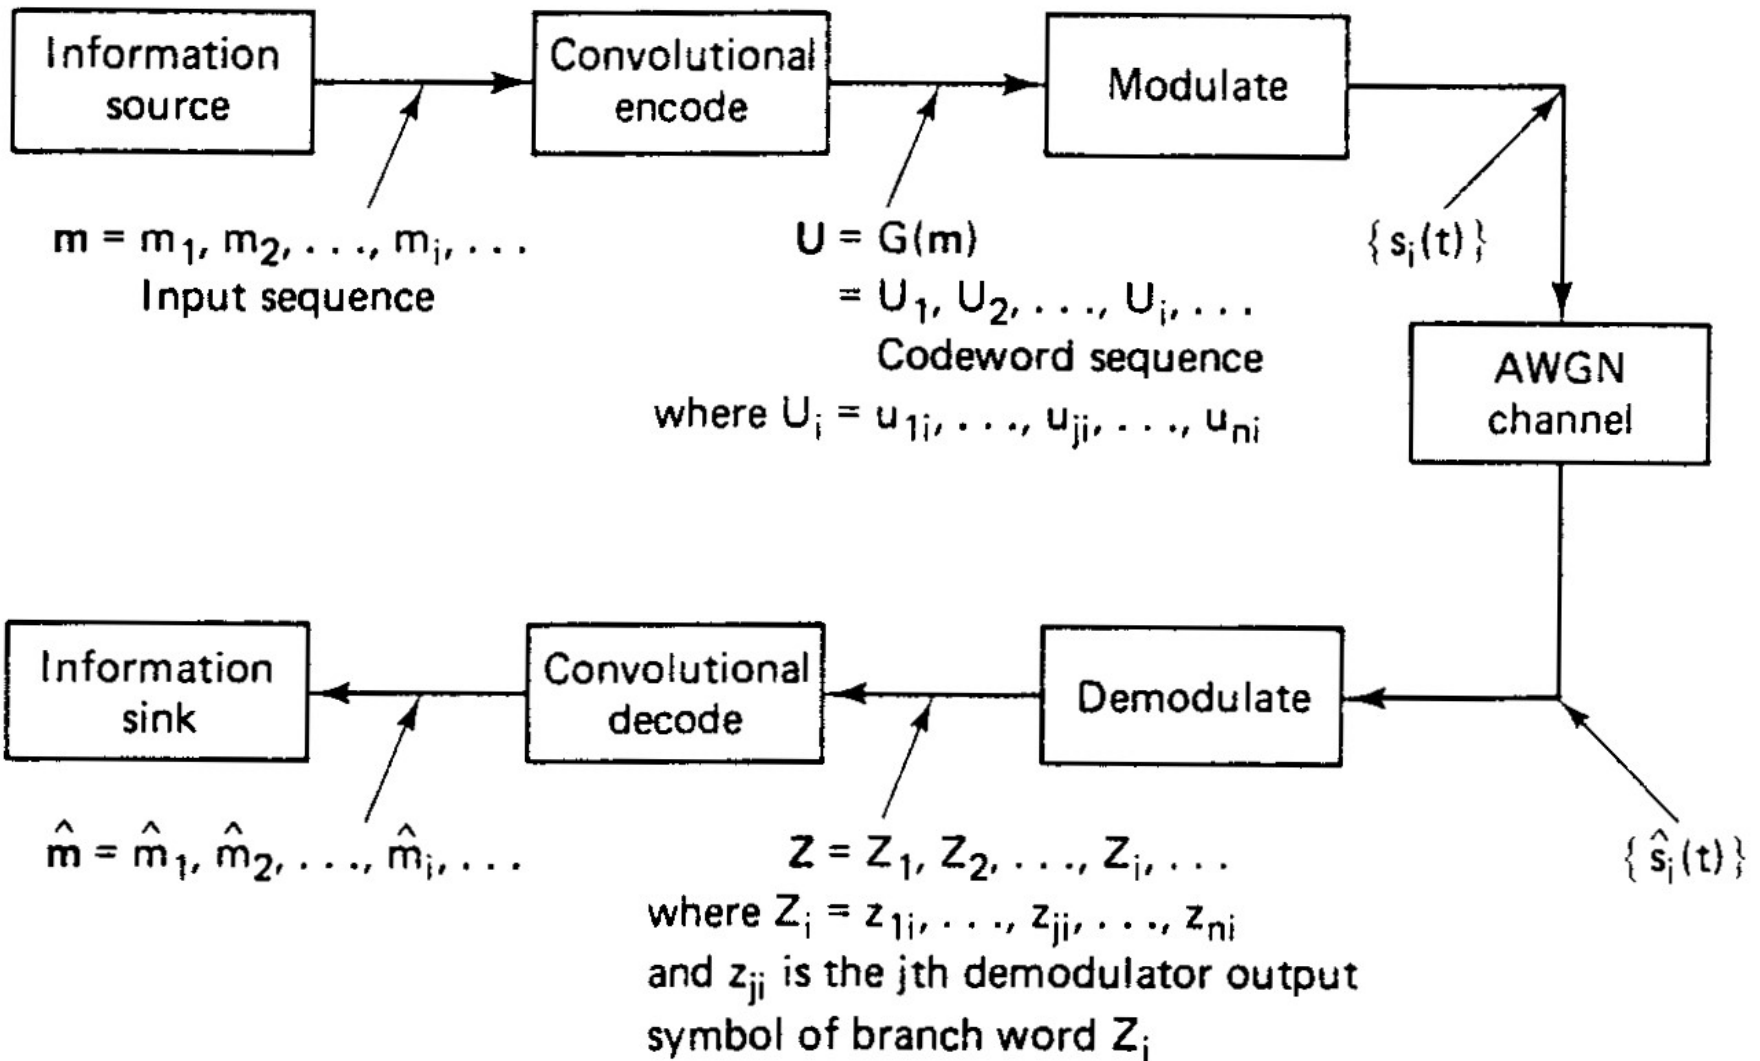 Information
source
Convolutional
encode
Modulate
m = m₁, m₂, . . ., mᵢ, . . .
Input sequence
U = G(m)
= U₁, U₂, . . ., Uᵢ, . . .
Codeword sequence
where Uᵢ = u₁ᵢ, . . ., uⱼᵢ, . . ., uₙᵢ
{sᵢ(t)}
AWGN
channel
Information
sink
Convolutional
decode
Demodulate
m̂ = m̂₁, m̂₂, . . ., m̂ᵢ, . . .
Z = Z₁, Z₂, . . ., Zᵢ, . . .
where Zᵢ = z₁ᵢ, . . ., zⱼᵢ, . . ., zₙᵢ
and zⱼᵢ is the jth demodulator output
symbol of branch word Zᵢ
{ŝᵢ(t)}